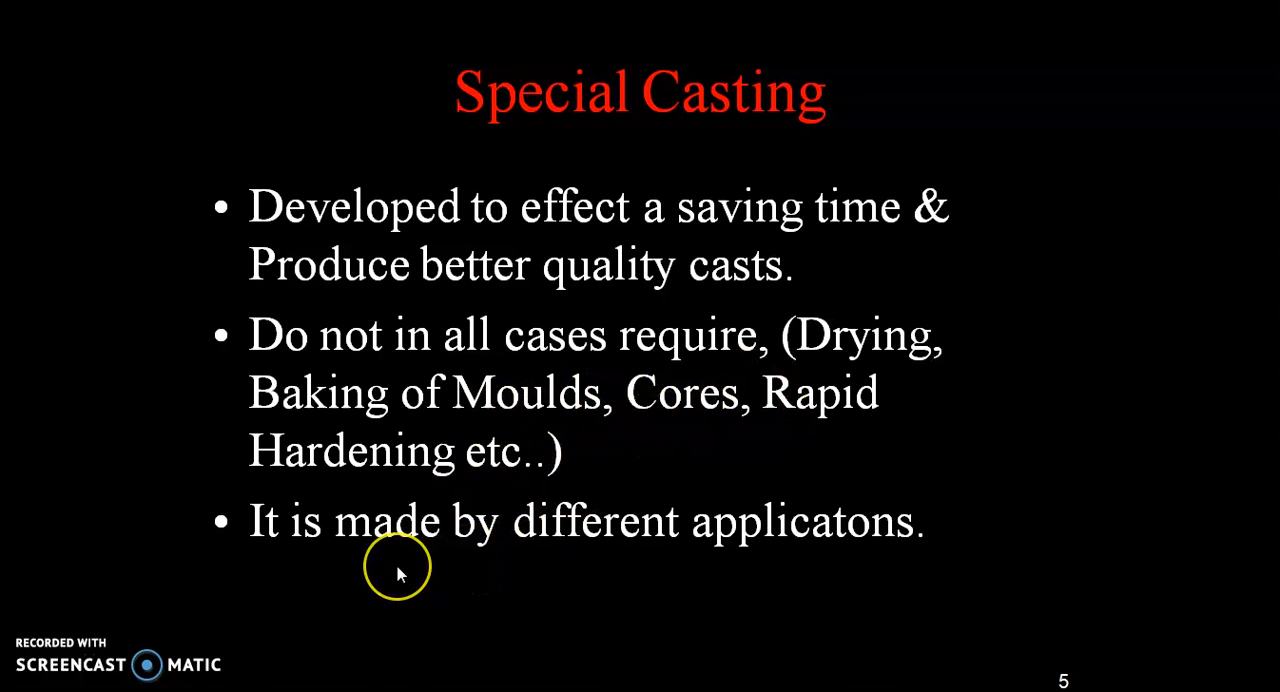 Special Casting
• Developed to effect a saving time &
Produce better quality casts.
• Do not in all cases require, (Drying,
Baking of Moulds, Cores, Rapid
Hardening etc..)
• It is made by different applicatons.
RECORDED WITH
SCREENCAST MATIC
5